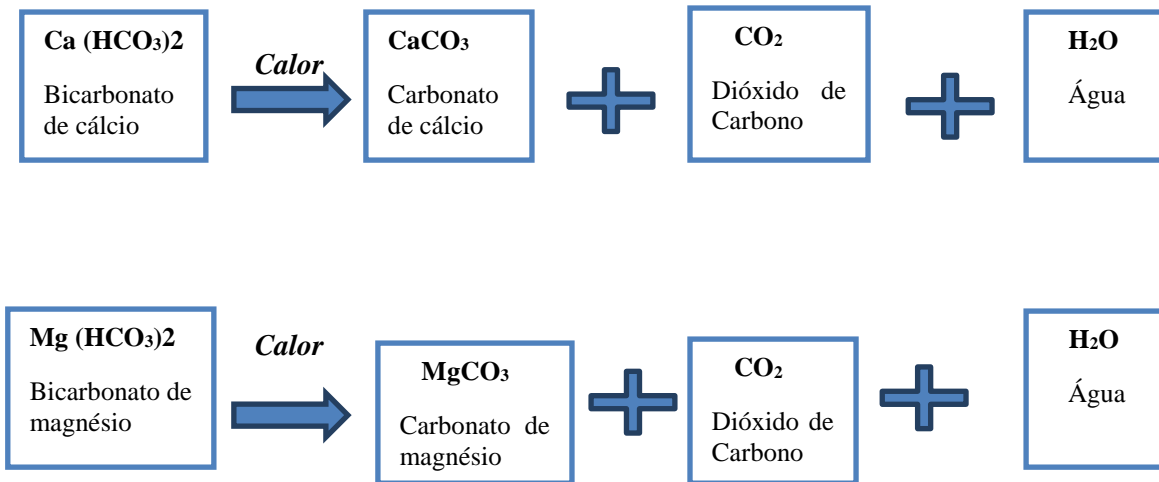 Ca (HCO₃)2
Bicarbonato
de cálcio
Calor
CaCO₃
Carbonato
de cálcio
CO₂
Dióxido de
Carbono
H₂O
Água
Mg (HCO₃)2
Bicarbonato de
magnésio
Calor
MgCO₃
Carbonato de
magnésio
CO₂
Dióxido de
Carbono
H₂O
Água